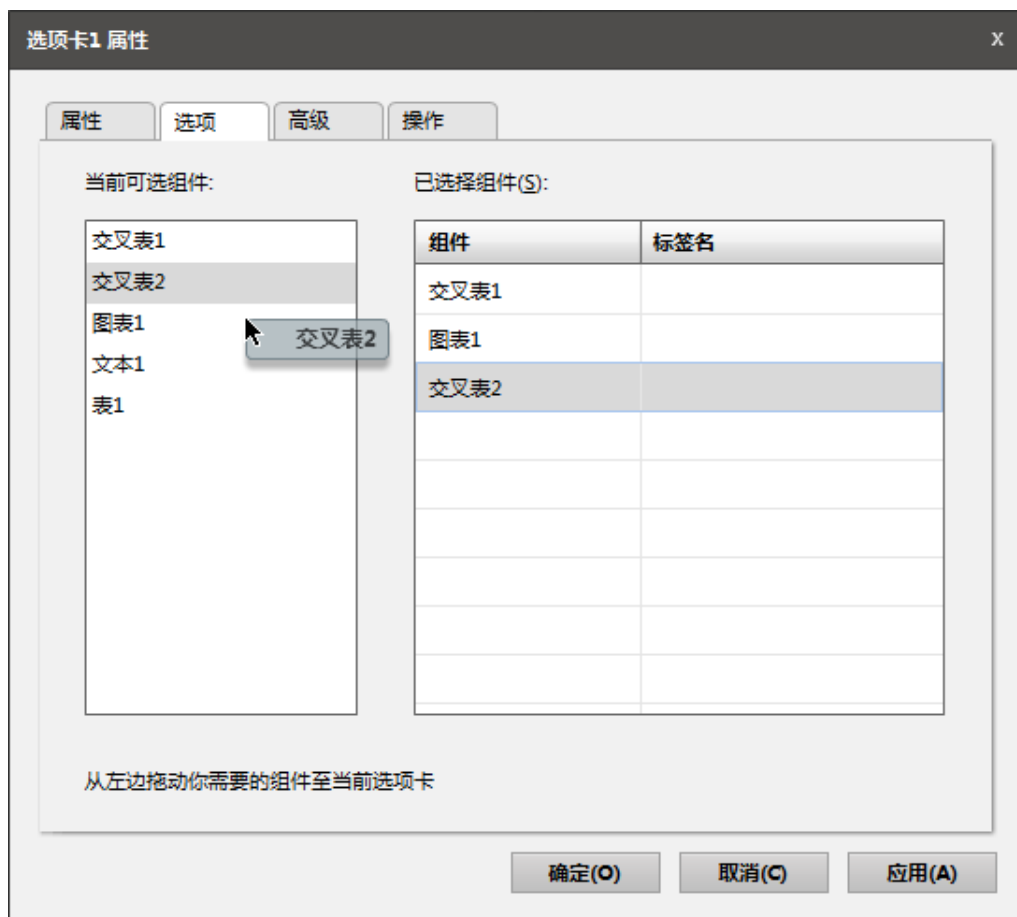 选项卡1 属性 x
属性 选项 高级 操作
当前可选组件: 已选择组件(S):
组件 标签名
交叉表1
交叉表2
图表1
文本1
表1
交叉表2
交叉表1
图表1
交叉表2
从左边拖动你需要的组件至当前选项卡
确定(O) 取消(C) 应用(A)